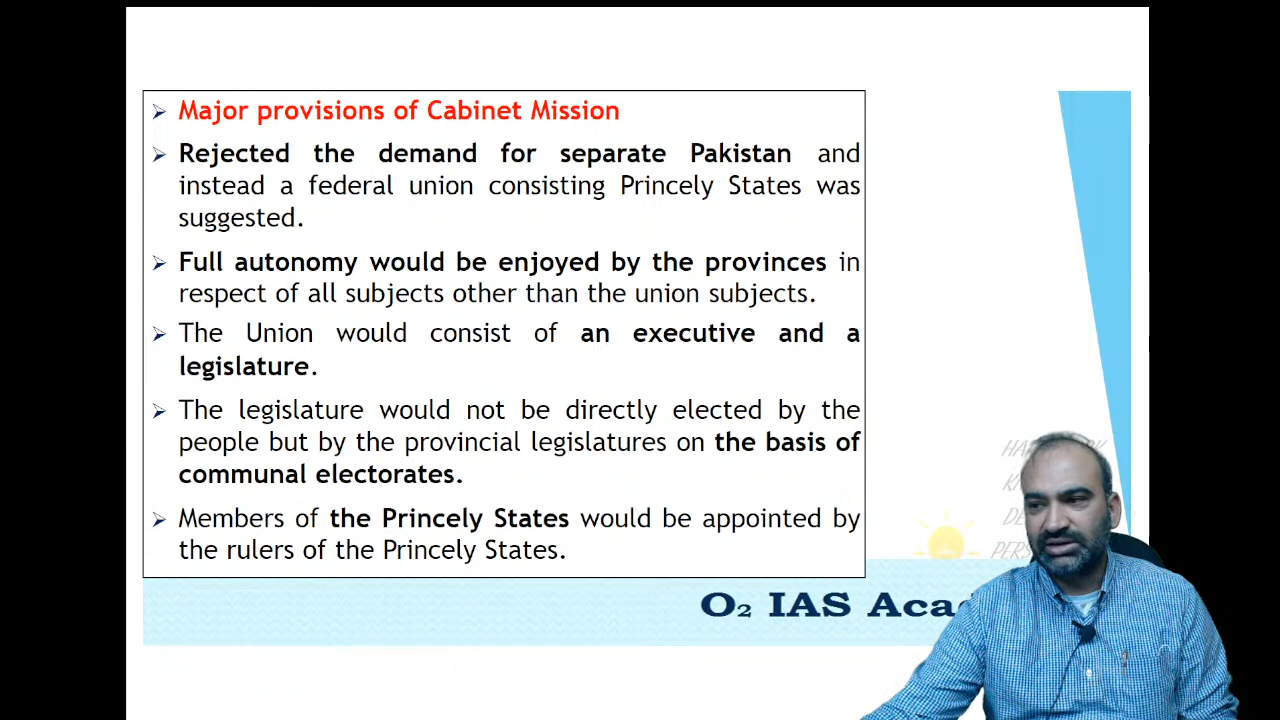 Major provisions of Cabinet Mission
Rejected the demand for separate Pakistan and
instead a federal union consisting Princely States was
suggested.
Full autonomy would be enjoyed by the provinces in
respect of all subjects other than the union subjects.
The Union would consist of an executive and a
legislature.
The legislature would not be directly elected by the
people but by the provincial legislatures on the basis of
communal electorates.
Members of the Princely States would be appointed by
the rulers of the Princely States.
O₂ IAS